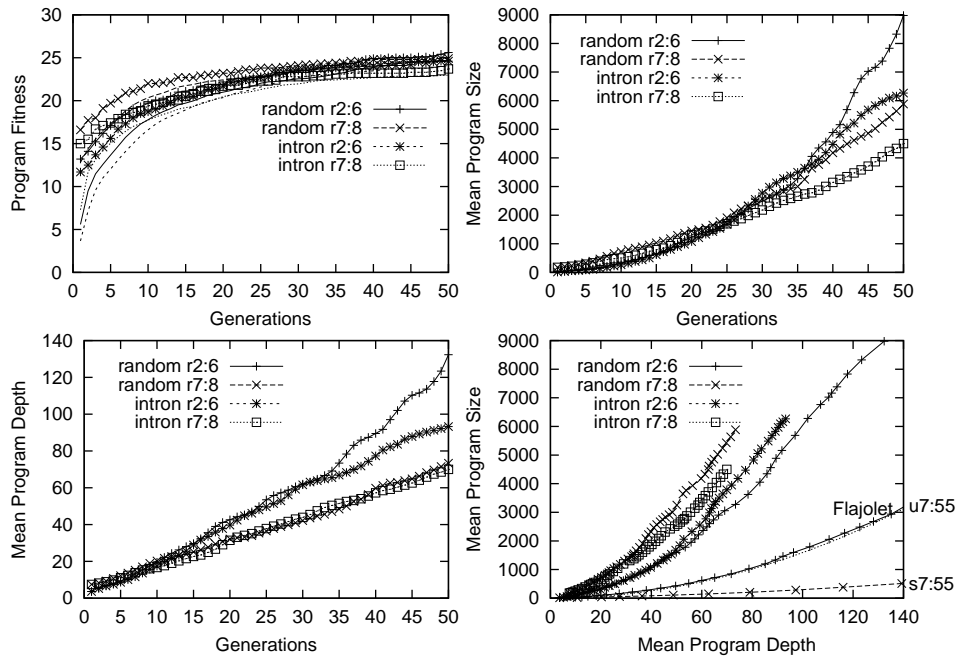 Program Fitness
30
25
20
15
10
5
0
random r2:6
random r7:8
intron r2:6
intron r7:8
0 5 10 15 20 25 30 35 40 45 50
Generations
Mean Program Size
9000
8000
7000
6000
5000
4000
3000
2000
1000
0
random r2:6
random r7:8
intron r2:6
intron r7:8
0 5 10 15 20 25 30 35 40 45 50
Generations
Mean Program Depth
140
120
100
80
60
40
20
0
random r2:6
random r7:8
intron r2:6
intron r7:8
0 5 10 15 20 25 30 35 40 45 50
Generations
Mean Program Size
9000
8000
7000
6000
5000
4000
3000
2000
1000
0
random r2:6
random r7:8
intron r2:6
intron r7:8
Flajolet
u7:55
s7:55
0 20 40 60 80 100 120 140
Mean Program Depth